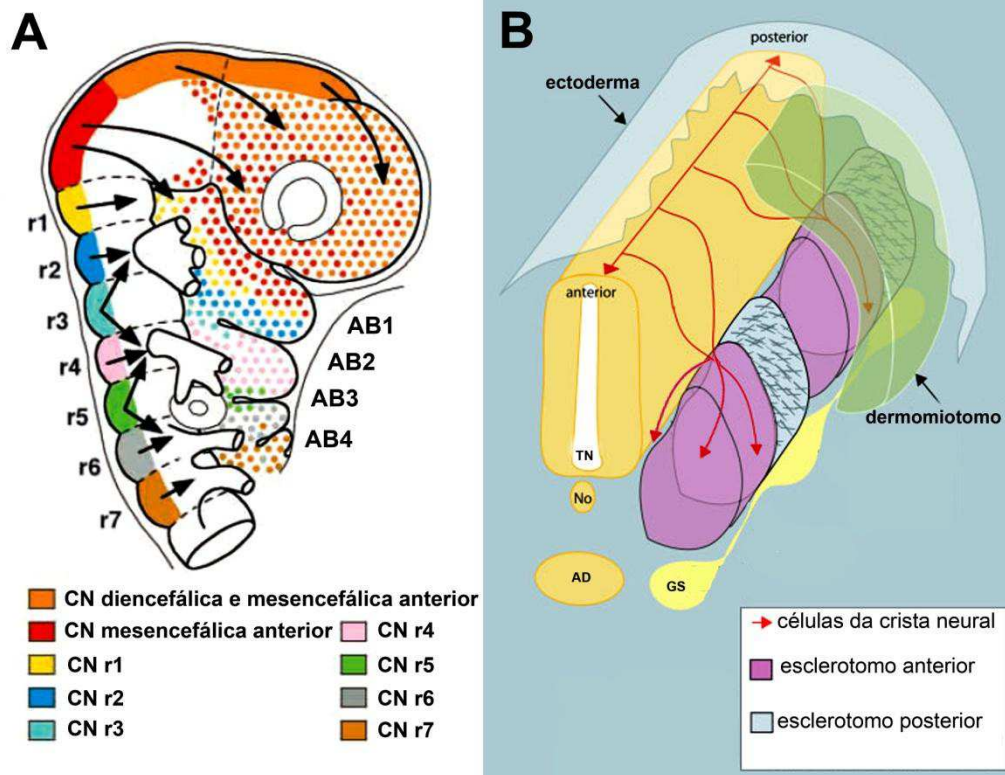 A
r1
r2
r3
r4
r5
r6
r7
AB1
AB2
AB3
AB4
CN diencefálica e mesencefálica anterior
CN mesencefálica anterior
CN r1
CN r2
CN r3
CN r4
CN r5
CN r6
CN r7
B
posterior
ectoderma
anterior
dermomiotomo
TN
No
AD
GS
células da crista neural
esclerotomo anterior
esclerotomo posterior